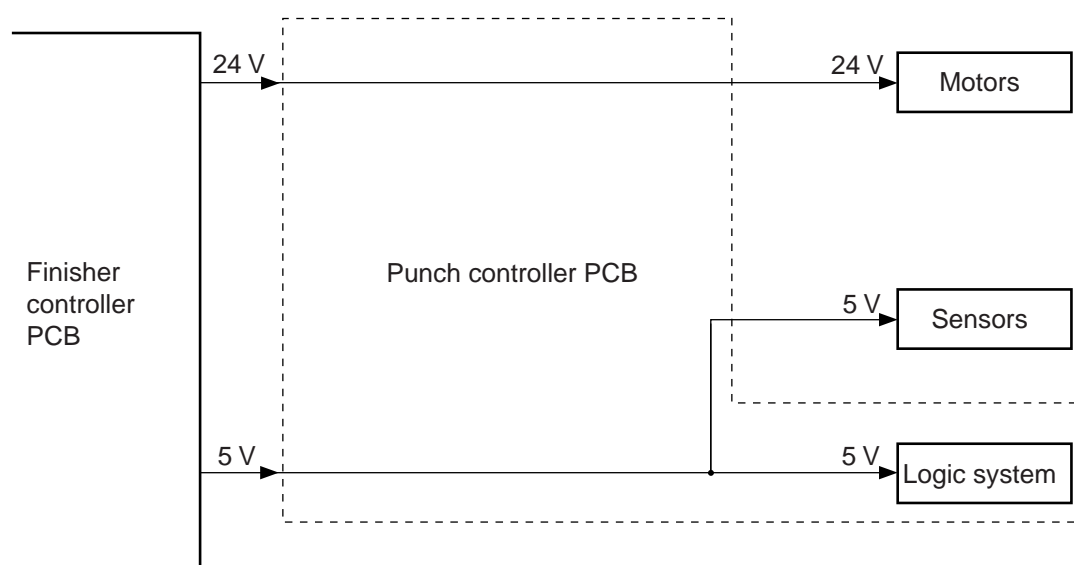 24 V
24 V
Motors
Finisher
controller
PCB
Punch controller PCB
5 V
Sensors
5 V
5 V
Logic system